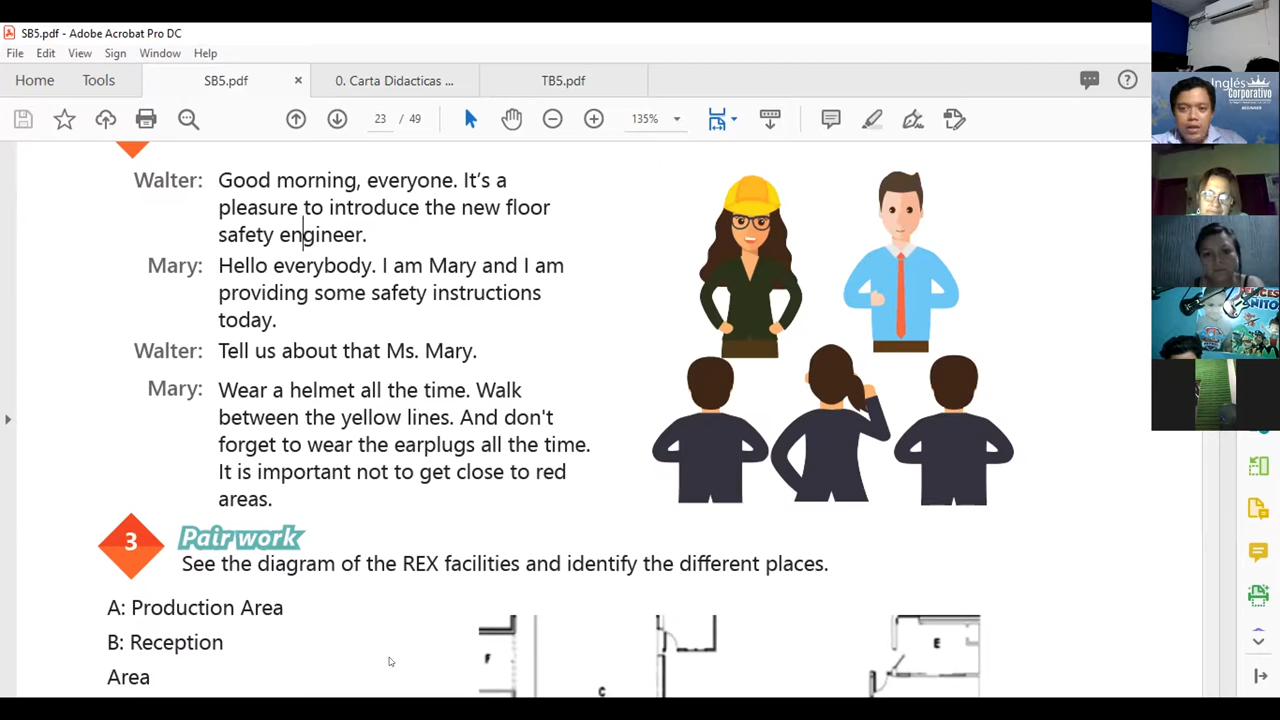 SB5.pdf - Adobe Acrobat Pro DC
File Edit View Sign Window Help
Home Tools SB5.pdf × 0. Carta Didacticas ... TB5.pdf
23 / 49 135%
Walter: Good morning, everyone. It's a
pleasure to introduce the new floor
safety engineer.
Mary: Hello everybody. I am Mary and I am
providing some safety instructions
today.
Walter: Tell us about that Ms. Mary.
Mary: Wear a helmet all the time. Walk
between the yellow lines. And don't
forget to wear the earplugs all the time.
It is important not to get close to red
areas.
3 Pair work
See the diagram of the REX facilities and identify the different places.
A: Production Area
B: Reception
Area
F
C
E
Inglés
Corporativo
BEGINNER